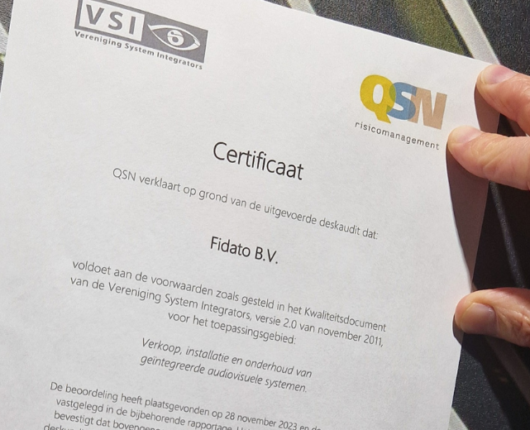 VSI
Vereniging System Integrators
QSN
risicomanagement
Certificaat
QSN verklaart op grond van de uitgevoerde deskaudit dat:
Fidato B.V.
voldoet aan de voorwaarden zoals gesteld in het Kwaliteitsdocument
van de Vereniging System Integrators, versie 2.0 van november 2011,
voor het toepassingsgebied:
Verkoop, installatie en onderhoud van
geïntegreerde audiovisuele systemen.
De beoordeling heeft plaatsgevonden op 28 november 2023 en
vastgelegd in de bijbehorende rapportage.
bevestigt dat